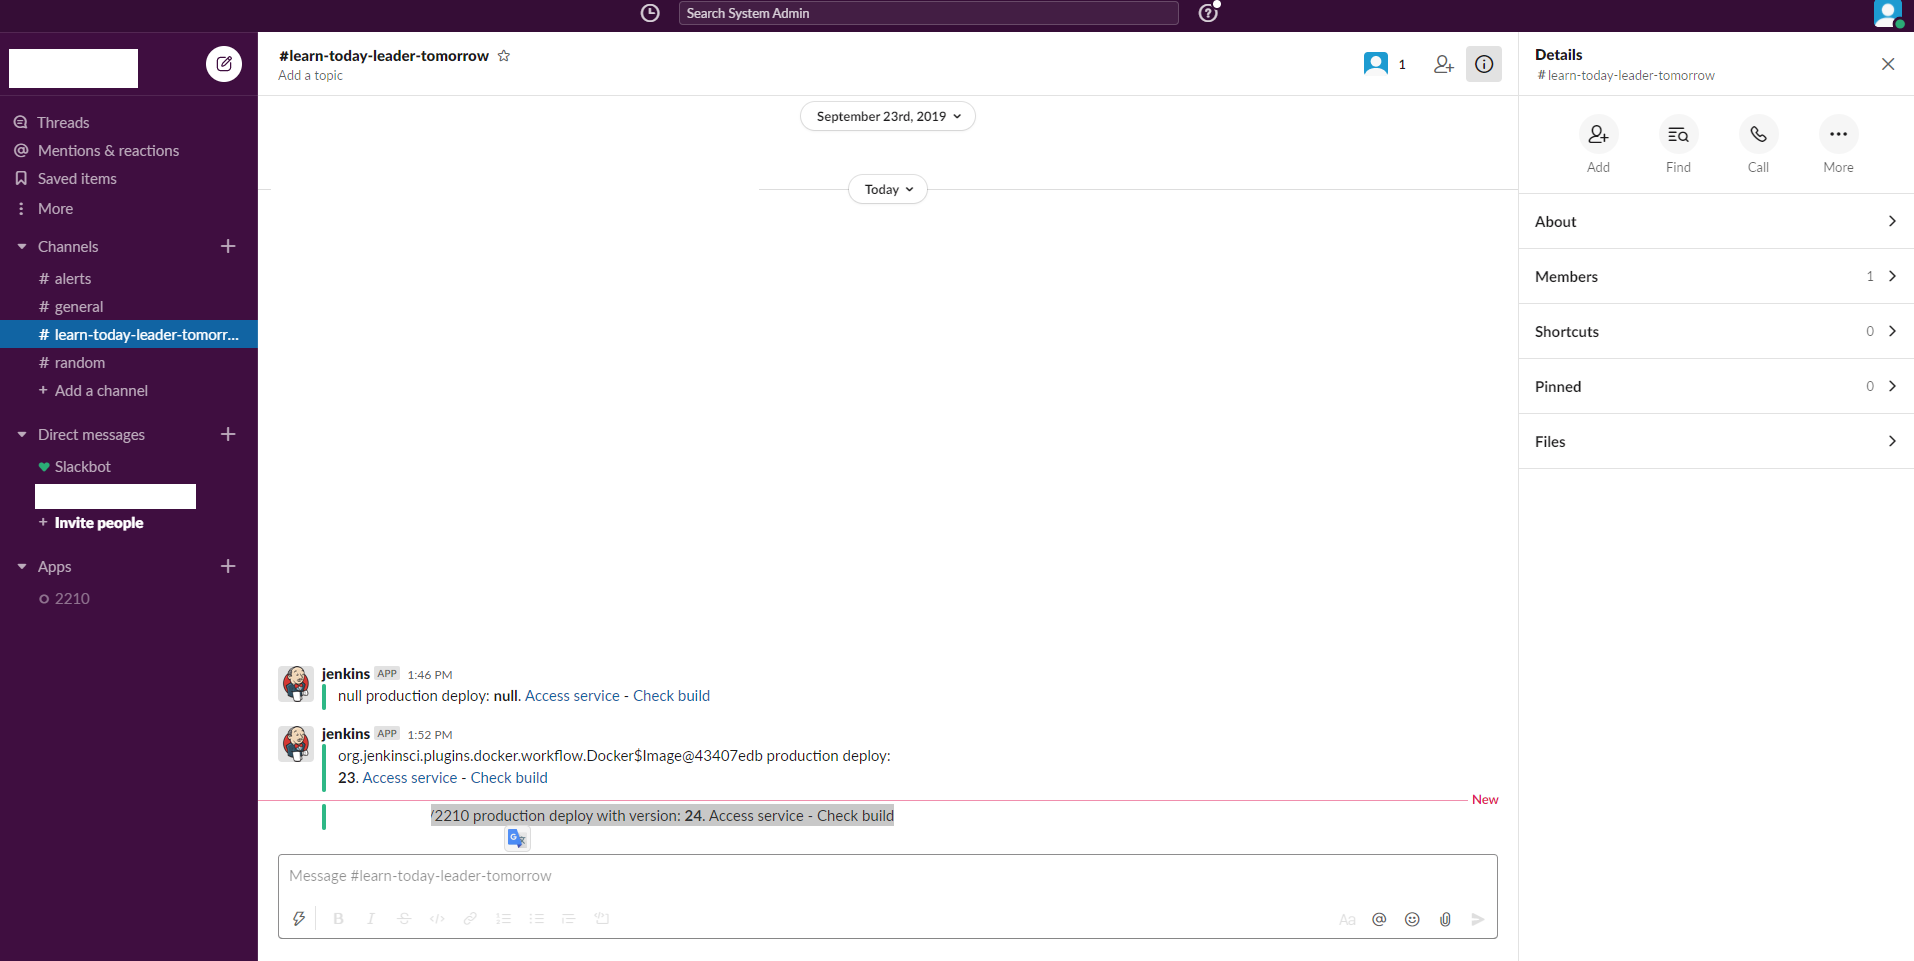 Search System Admin
Threads
Mentions & reactions
Saved items
More
Channels
# alerts
# general
# learn-today-leader-tomorr...
# random
+ Add a channel
Direct messages
Slackbot
+ Invite people
Apps
2210
#learn-today-leader-tomorrow
Add a topic
1
September 23rd, 2019
Today
jenkins APP 1:46 PM
null production deploy: null. Access service - Check build
jenkins APP 1:52 PM
org.jenkinsci.plugins.docker.workflow.Docker$Image@43407edb production deploy:
23. Access service - Check build
New
/2210 production deploy with version: 24. Access service - Check build
Message #learn-today-leader-tomorrow
B I S </> Aa @
Details
# learn-today-leader-tomorrow
Add Find Call More
About
Members 1
Shortcuts 0
Pinned 0
Files